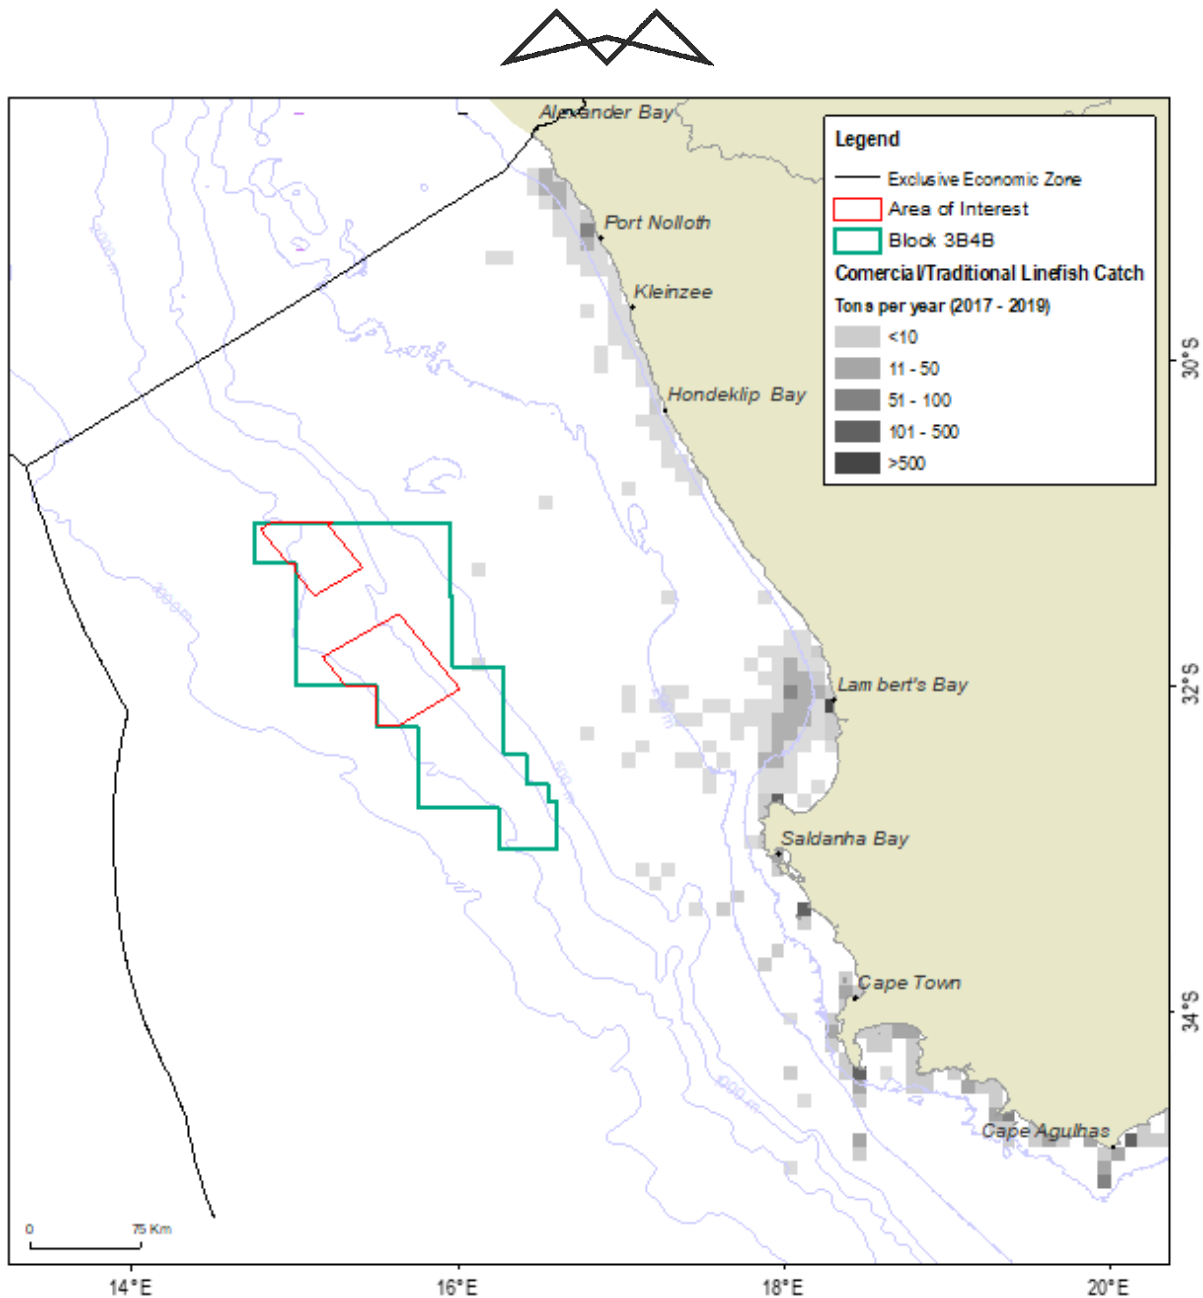 Alexander Bay
Port Nolloth
Kleinzee
Hondeklip Bay
Lambert's Bay
Saldanha Bay
Cape Town
Cape Agulhas
Legend
Exclusive Economic Zone
Area of Interest
Block 3B4B
Comercial/Traditional Linefish Catch
Tons per year (2017 - 2019)
<10
11 - 50
51 - 100
101 - 500
>500
500 m
30°S
32°S
34°S
0 75 Km
14°E 16°E 18°E 20°E